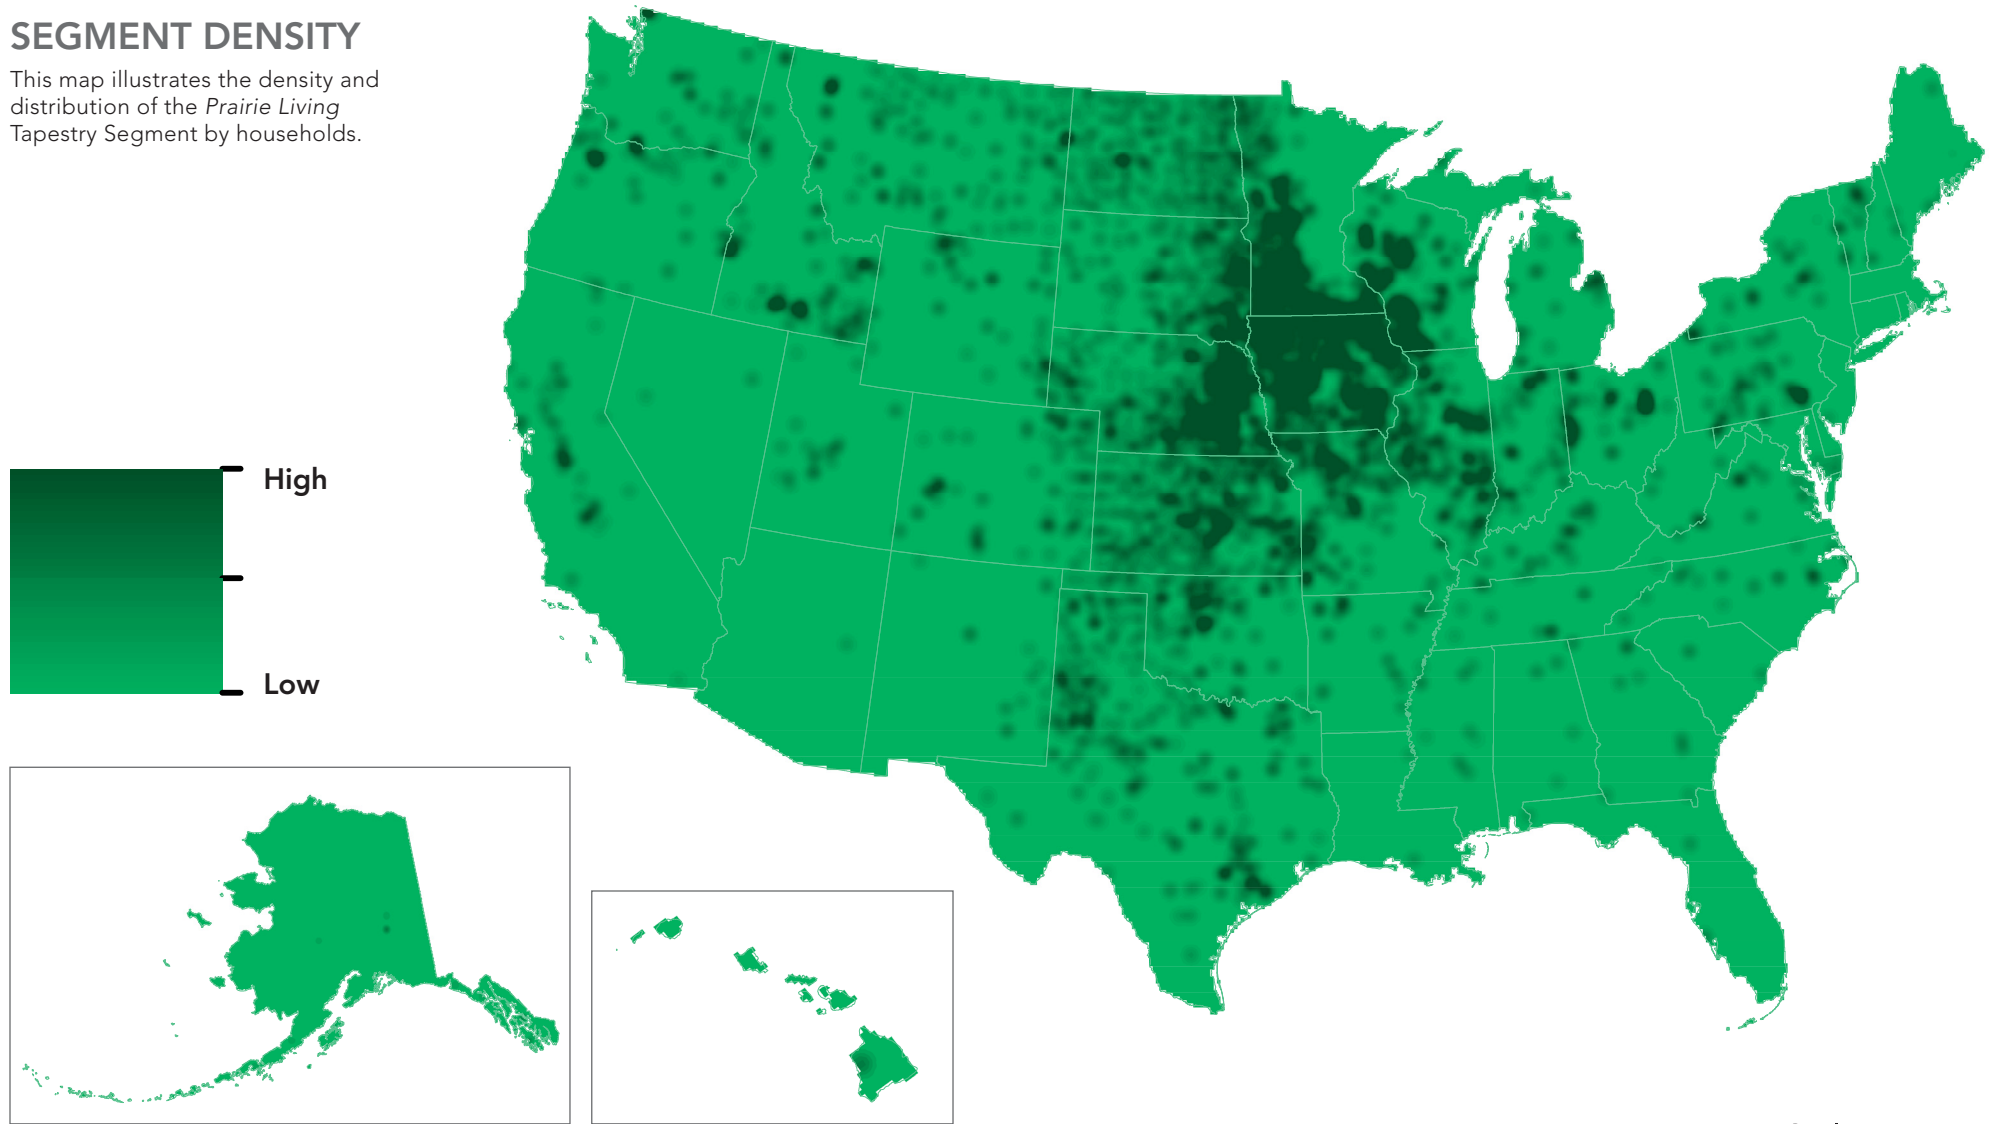 SEGMENT DENSITY
This map illustrates the density and
distribution of the Prairie Living
Tapestry Segment by households.
High
Low